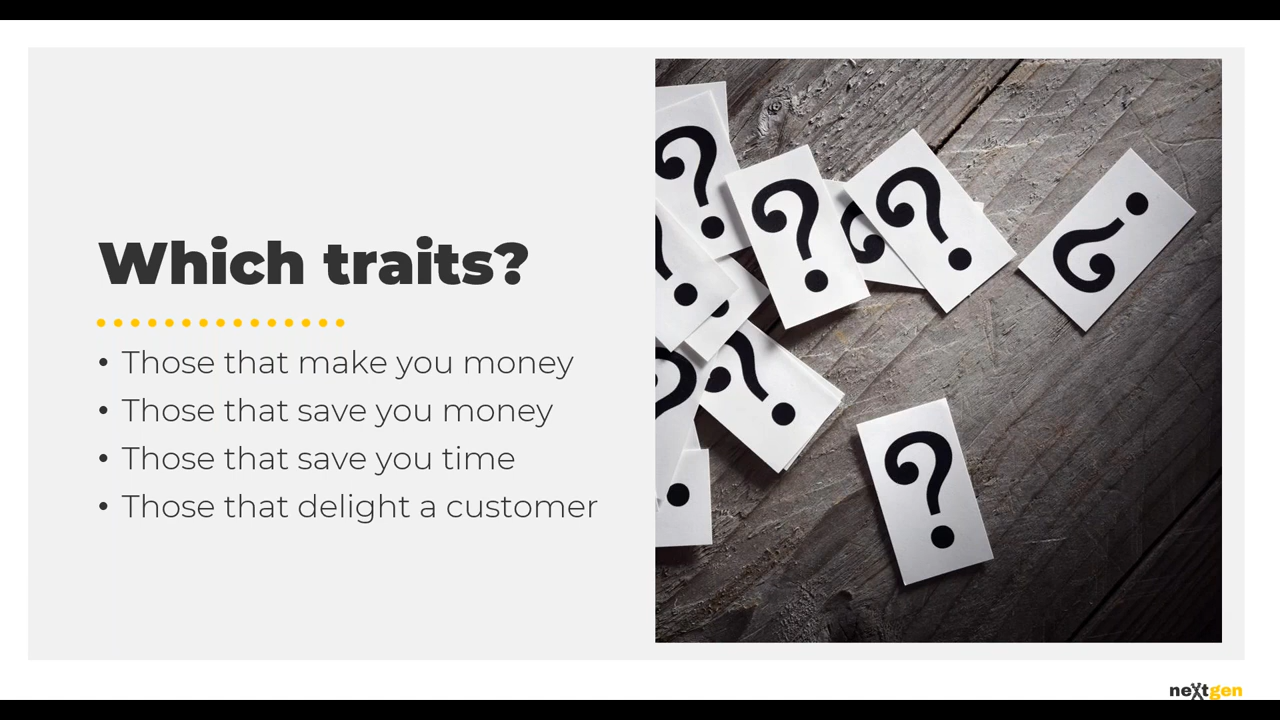 Which traits?
• Those that make you money
• Those that save you money
• Those that save you time
• Those that delight a customer
? ? ? ? ? ? ? ? ?
nextgen